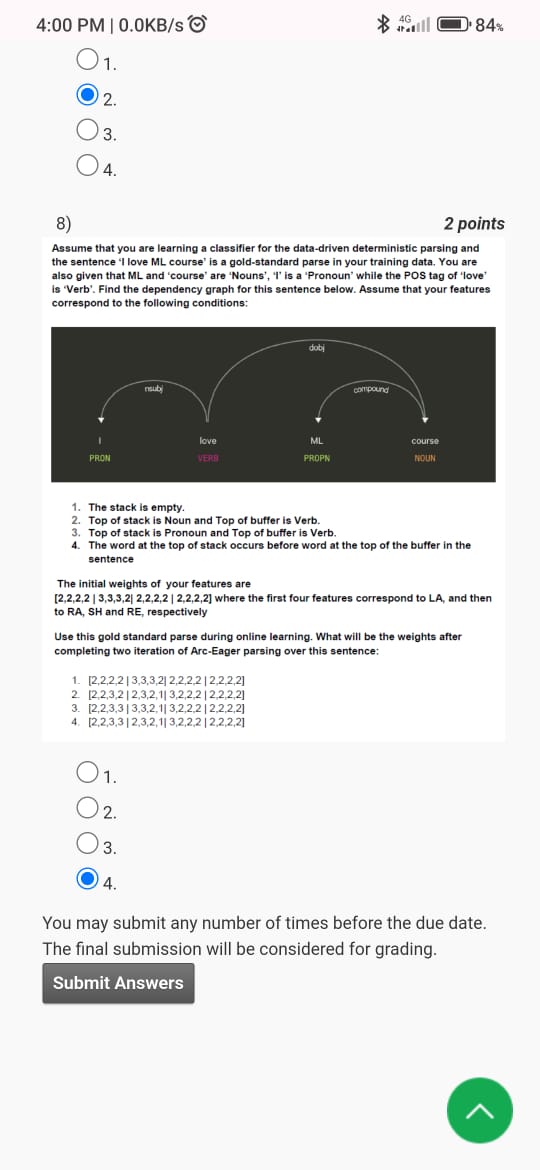 4:00 PM | 0.0KB/s
4G
84%
1.
2.
3.
4.
8)
2 points
Assume that you are learning a classifier for the data-driven deterministic parsing and
the sentence 'I love ML course' is a gold-standard parse in your training data. You are
also given that ML and 'course' are 'Nouns', 'I' is a 'Pronoun' while the POS tag of 'love'
is 'Verb'. Find the dependency graph for this sentence below. Assume that your features
correspond to the following conditions:
dobj
nsubj
compound
I love ML course
PRON VERB PROPN NOUN
1. The stack is empty.
2. Top of stack is Noun and Top of buffer is Verb.
3. Top of stack is Pronoun and Top of buffer is Verb.
4. The word at the top of stack occurs before word at the top of the buffer in the
sentence
The initial weights of your features are
[2,2,2,2 | 3,3,3,2| 2,2,2,2 | 2,2,2,2] where the first four features correspond to LA, and then
to RA, SH and RE, respectively
Use this gold standard parse during online learning. What will be the weights after
completing two iteration of Arc-Eager parsing over this sentence:
1. [2,2,2,2 | 3,3,3,2| 2,2,2,2 | 2,2,2,2]
2. [2,2,3,2 | 2,3,2,1| 3,2,2,2 | 2,2,2,2]
3. [2,2,3,3 | 3,3,2,1| 3,2,2,2 | 2,2,2,2]
4. [2,2,3,3 | 2,3,2,1| 3,2,2,2 | 2,2,2,2]
1.
2.
3.
4.
You may submit any number of times before the due date.
The final submission will be considered for grading.
Submit Answers